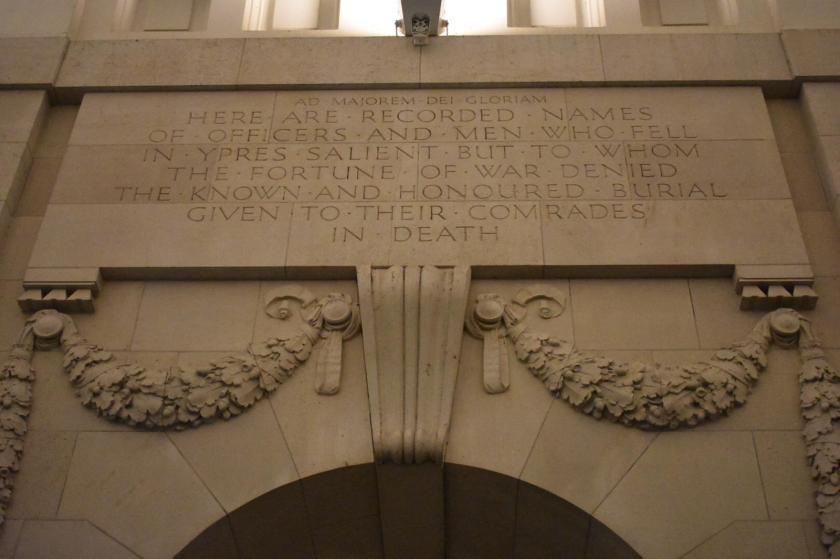 AD MAJOREM DEI GLORIAM
HERE · ARE · RECORDED · NAMES
OF · OFFICERS · AND · MEN · WHO · FELL
IN · YPRES · SALIENT · BUT · TO · WHOM
THE · FORTUNE · OF · WAR · DENIED
THE · KNOWN · AND · HONOURED · BURIAL
GIVEN · TO · THEIR · COMRADES
IN · DEATH